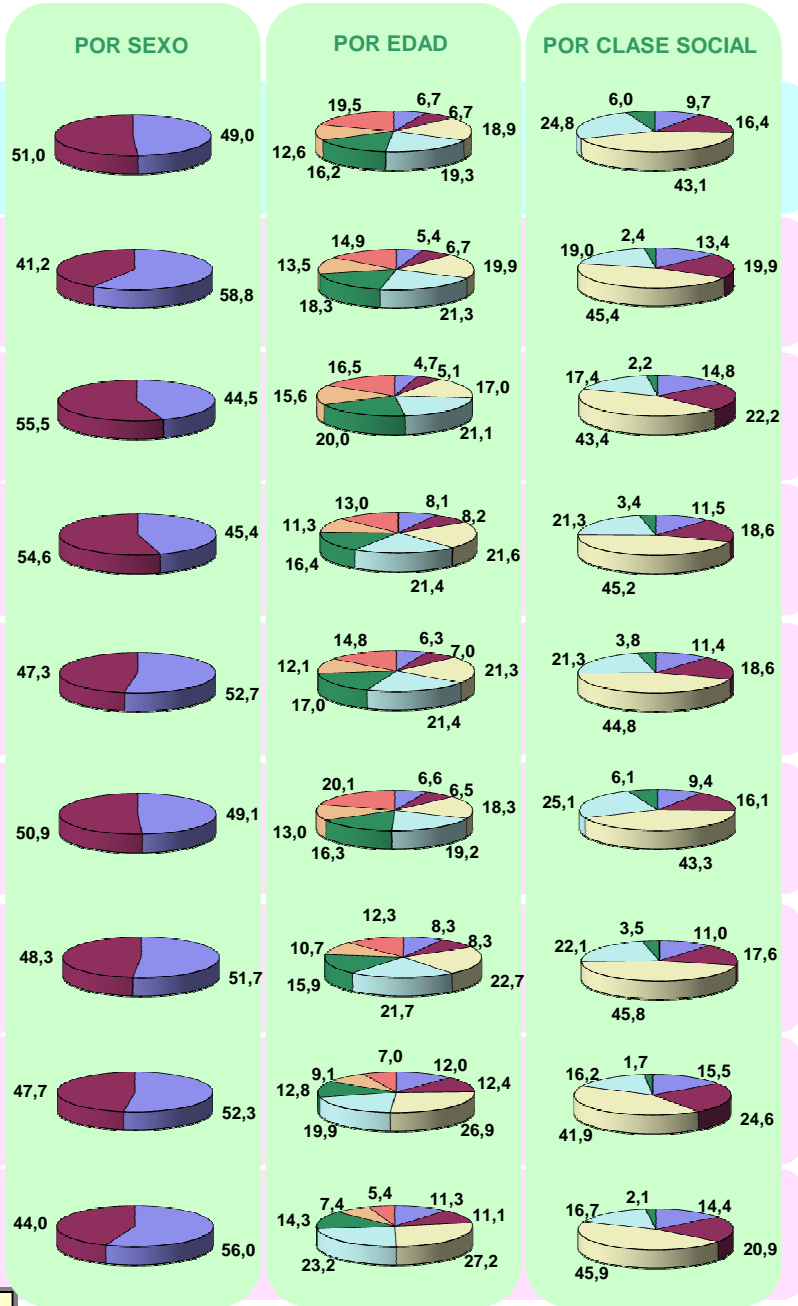 POR SEXO POR EDAD POR CLASE SOCIAL
49,0 51,0 6,7 6,7 18,9 19,3 16,2 12,6 19,5 9,7 16,4 43,1 24,8 6,0
58,8 41,2 5,4 6,7 19,9 21,3 18,3 13,5 14,9 13,4 19,9 45,4 19,0 2,4
44,5 55,5 4,7 5,1 17,0 21,1 20,0 15,6 16,5 14,8 22,2 43,4 17,4 2,2
45,4 54,6 8,1 8,2 21,6 21,4 16,4 11,3 13,0 11,5 18,6 45,2 21,3 3,4
52,7 47,3 6,3 7,0 21,3 21,4 17,0 12,1 14,8 11,4 18,6 44,8 21,3 3,8
49,1 50,9 6,6 6,5 18,3 19,2 16,3 13,0 20,1 9,4 16,1 43,3 25,1 6,1
51,7 48,3 8,3 8,3 22,7 21,7 15,9 10,7 12,3 11,0 17,6 45,8 22,1 3,5
52,3 47,7 12,0 12,4 26,9 19,9 12,8 9,1 7,0 15,5 24,6 41,9 16,2 1,7
56,0 44,0 11,3 11,1 27,2 23,2 14,3 7,4 5,4 14,4 20,9 45,9 16,7 2,1